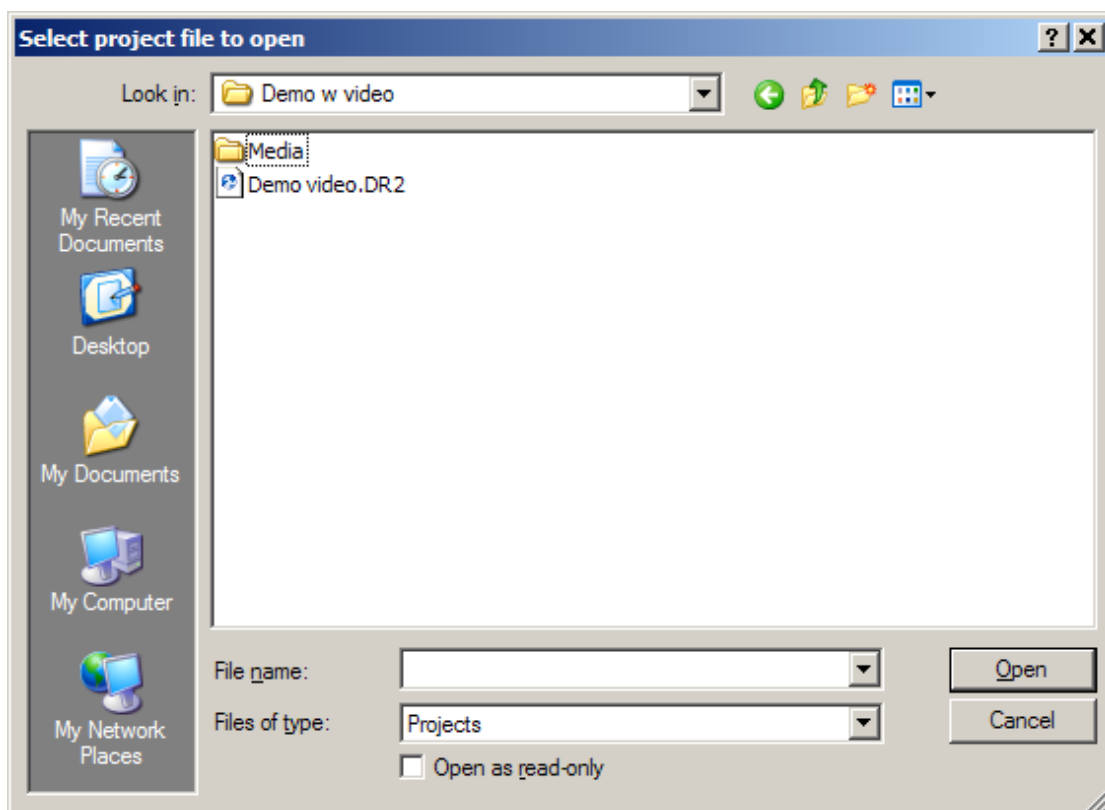 Select project file to open
Look in:
Demo w video
My Recent
Documents
Desktop
My Documents
My Computer
My Network
Places
Media
Demo video.DR2
File name:
Open
Files of type:
Projects
Cancel
Open as read-only